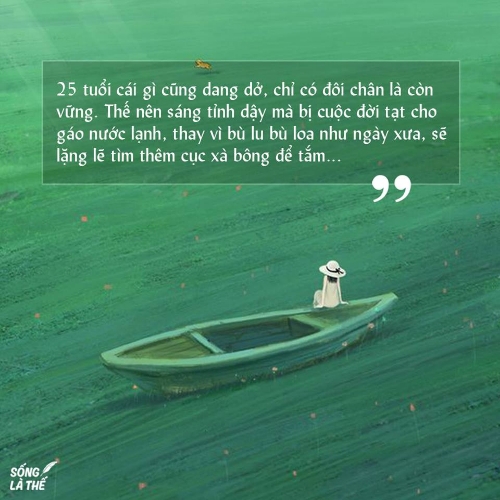 25 tuổi cái gì cũng dang dở, chỉ có đôi chân là còn
vững. Thế nên sáng tỉnh dậy mà bị cuộc đời tạt cho
gáo nước lạnh, thay vì bù lu bù loa như ngày xưa, sẽ
lặng lẽ tìm thêm cục xà bông để tắm...
”
SỐNG
LÀ THẾ